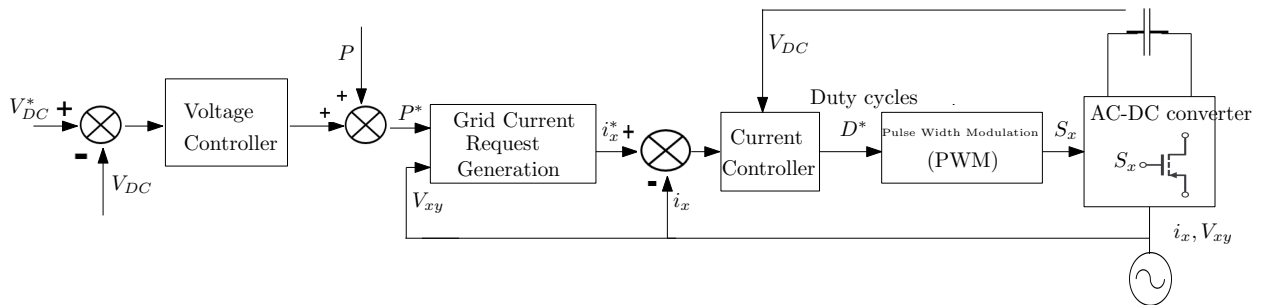 V*DC
+
-
VDC
Voltage
Controller
P
+
+
P*
Grid Current
Request
Generation
Vxy
i*x
+
-
ix
VDC
Current
Controller
Duty cycles
D*
Pulse Width Modulation
(PWM)
Sx
AC-DC converter
Sx
ix, Vxy